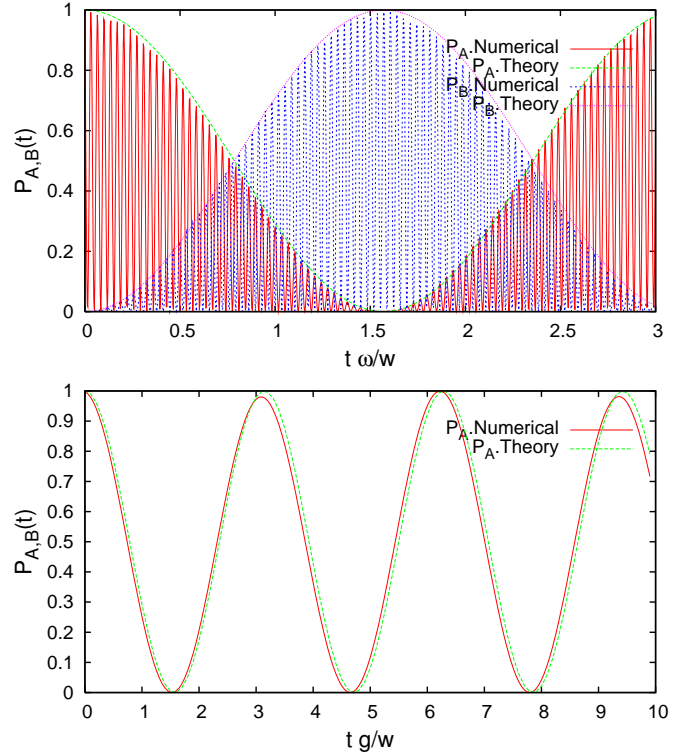 1
0.8
0.6
0.4
0.2
0
P_A,B(t)
P_A.Numerical
P_A.Theory
P_B.Numerical
P_B.Theory
0 0.5 1 1.5 2 2.5 3
t ω/w
1
0.9
0.8
0.7
0.6
0.5
0.4
0.3
0.2
0.1
0
P_A,B(t)
P_A.Numerical
P_A.Theory
0 1 2 3 4 5 6 7 8 9 10
t g/w